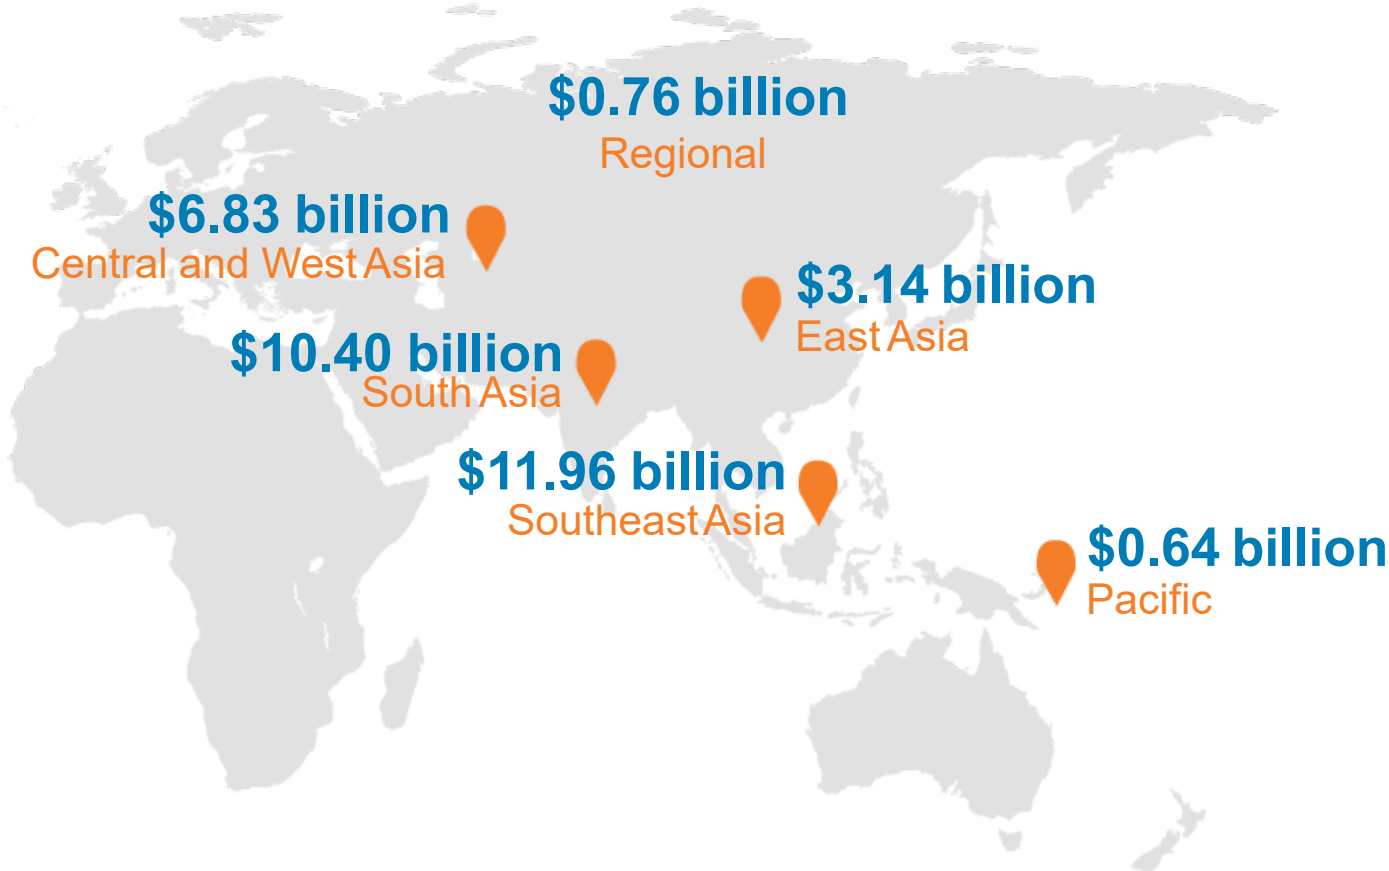 $0.76 billion
Regional
$6.83 billion
Central and West Asia
$3.14 billion
East Asia
$10.40 billion
South Asia
$11.96 billion
Southeast Asia
$0.64 billion
Pacific